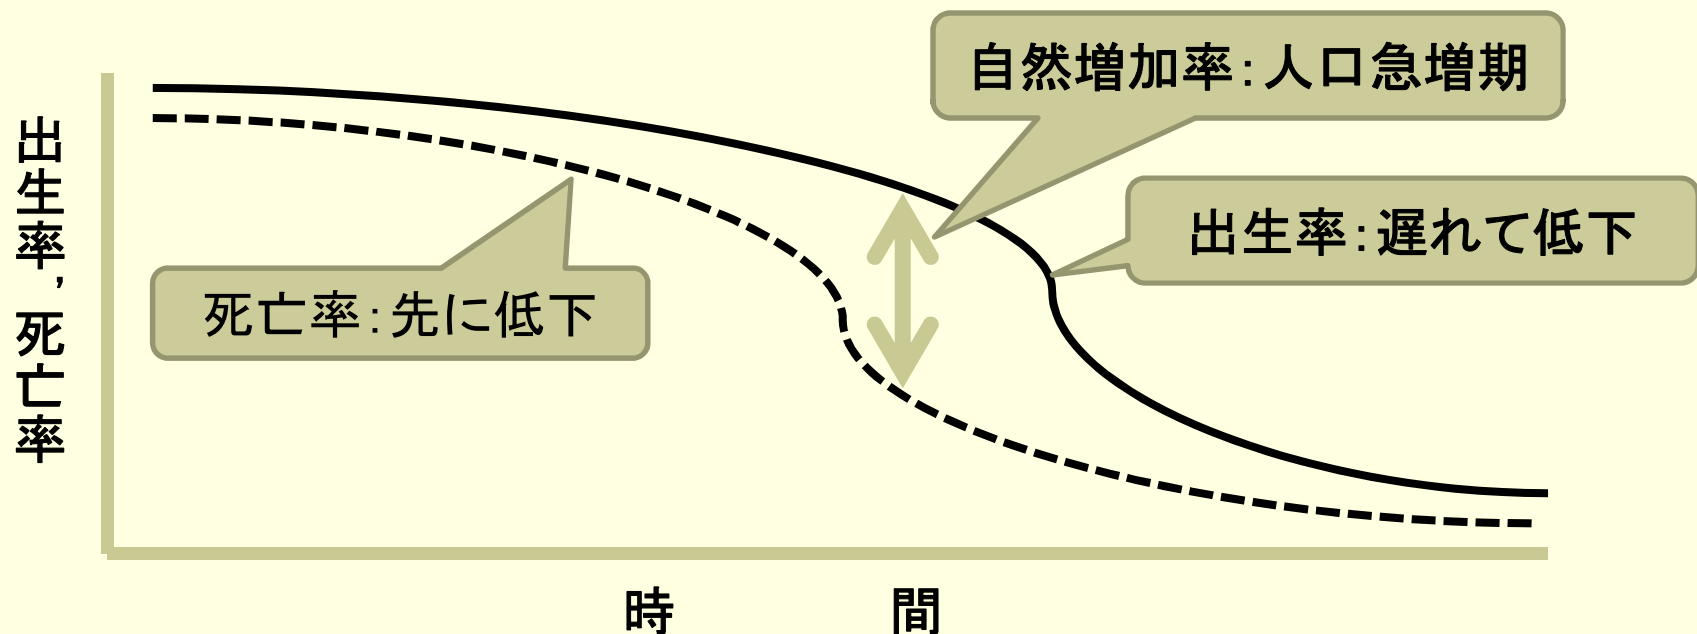 自然増加率:人口急増期
出生率:遅れて低下
出生率,死亡率
死亡率:先に低下
時間